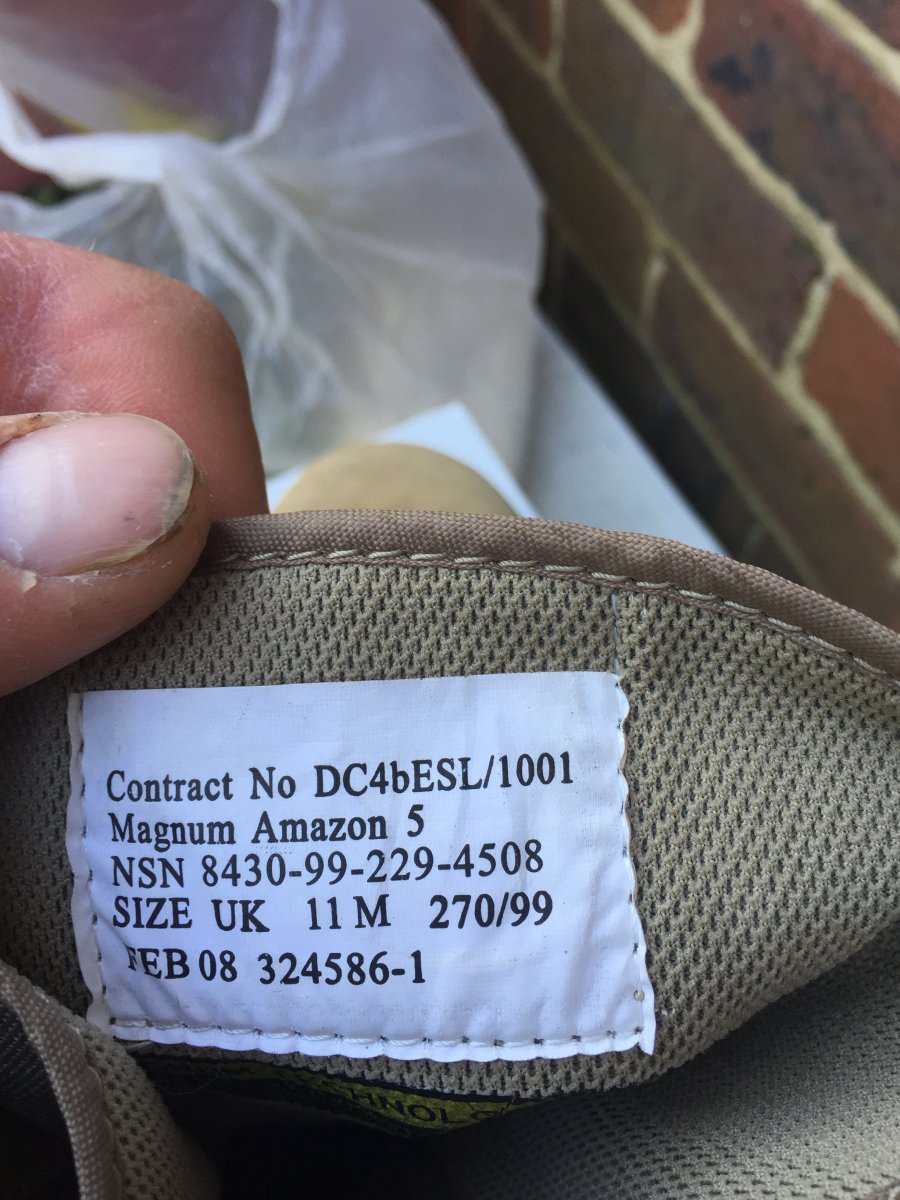 Contract No DC4bESL/1001
Magnum Amazon 5
NSN 8430-99-229-4508
SIZE UK 11 M 270/99
FEB 08 324586-1